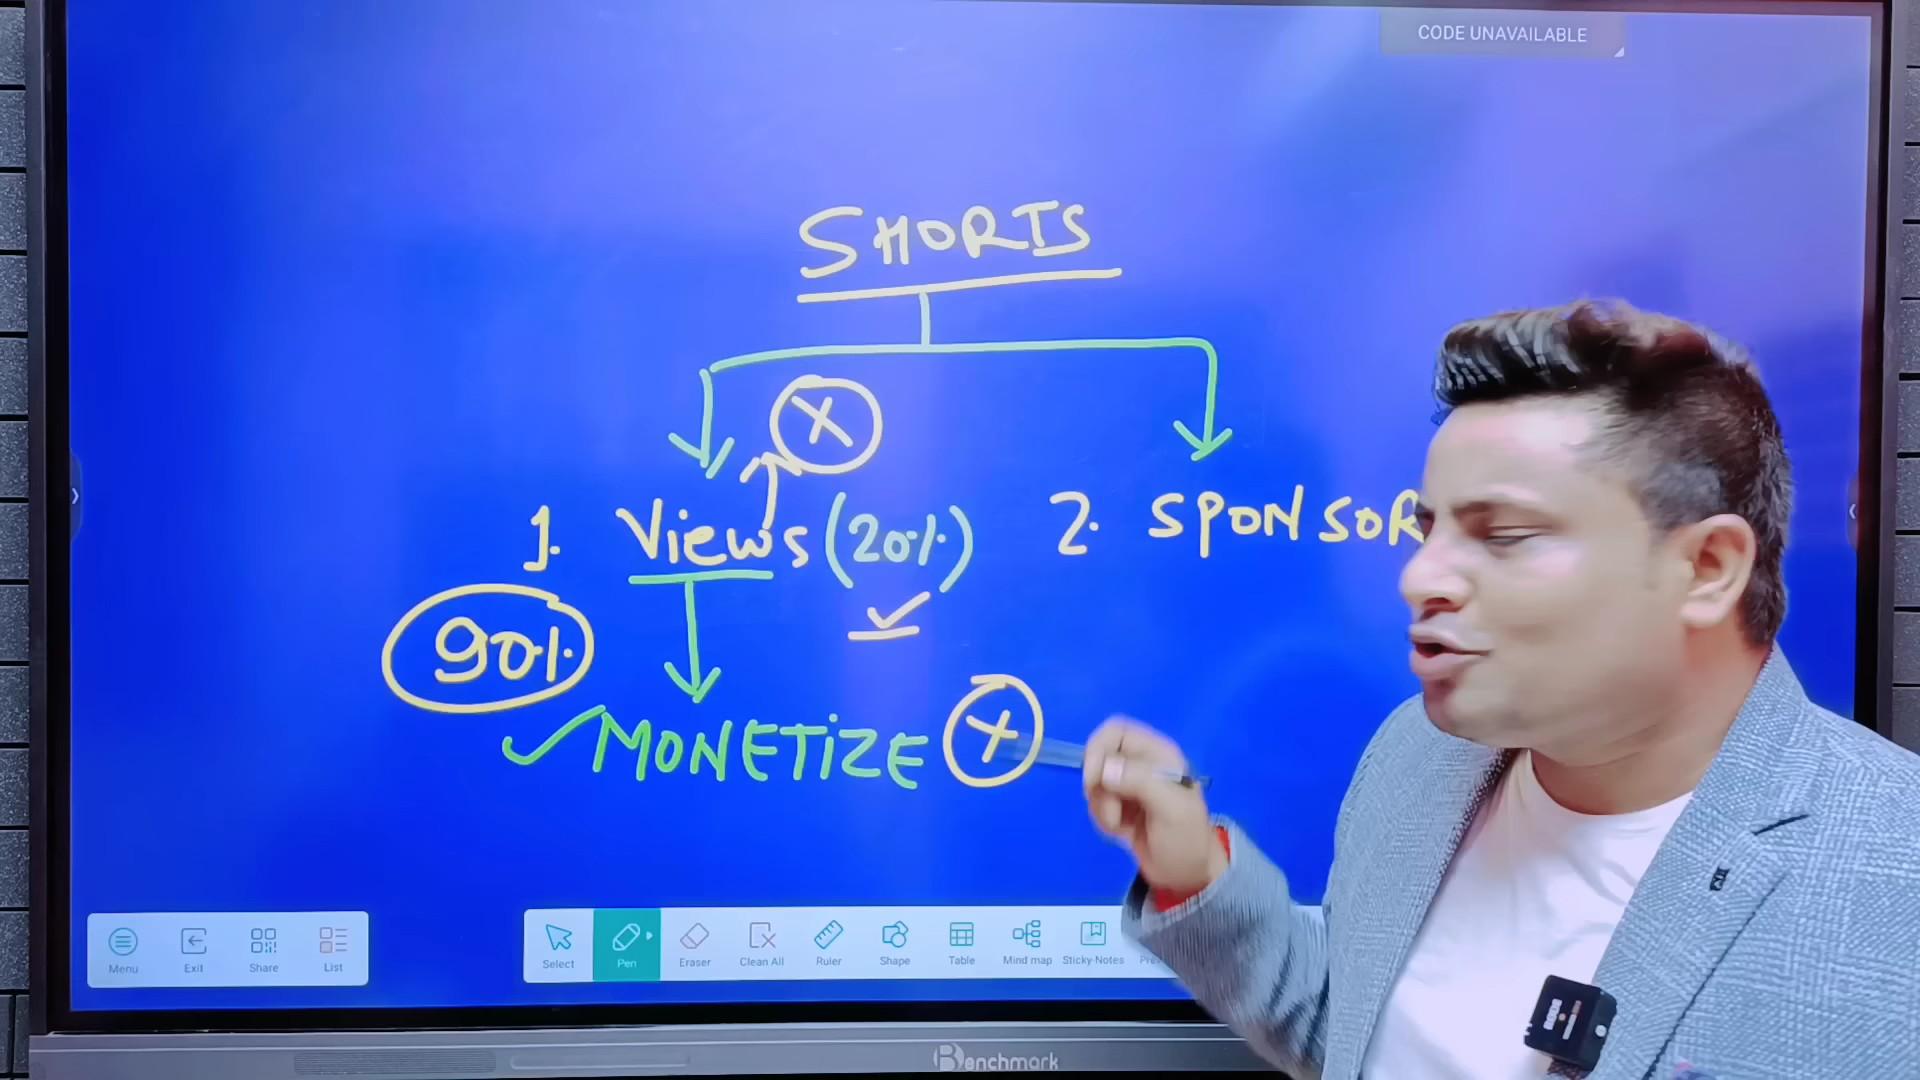 CODE UNAVAILABLE
SHORTS
X
1. Views (20%) 2. SPONSOR
90%
MONETIZE X
Menu Exit Share List
Select Pen Eraser Clean All Ruler Shape Table Mind map Sticky Notes
Benchmark